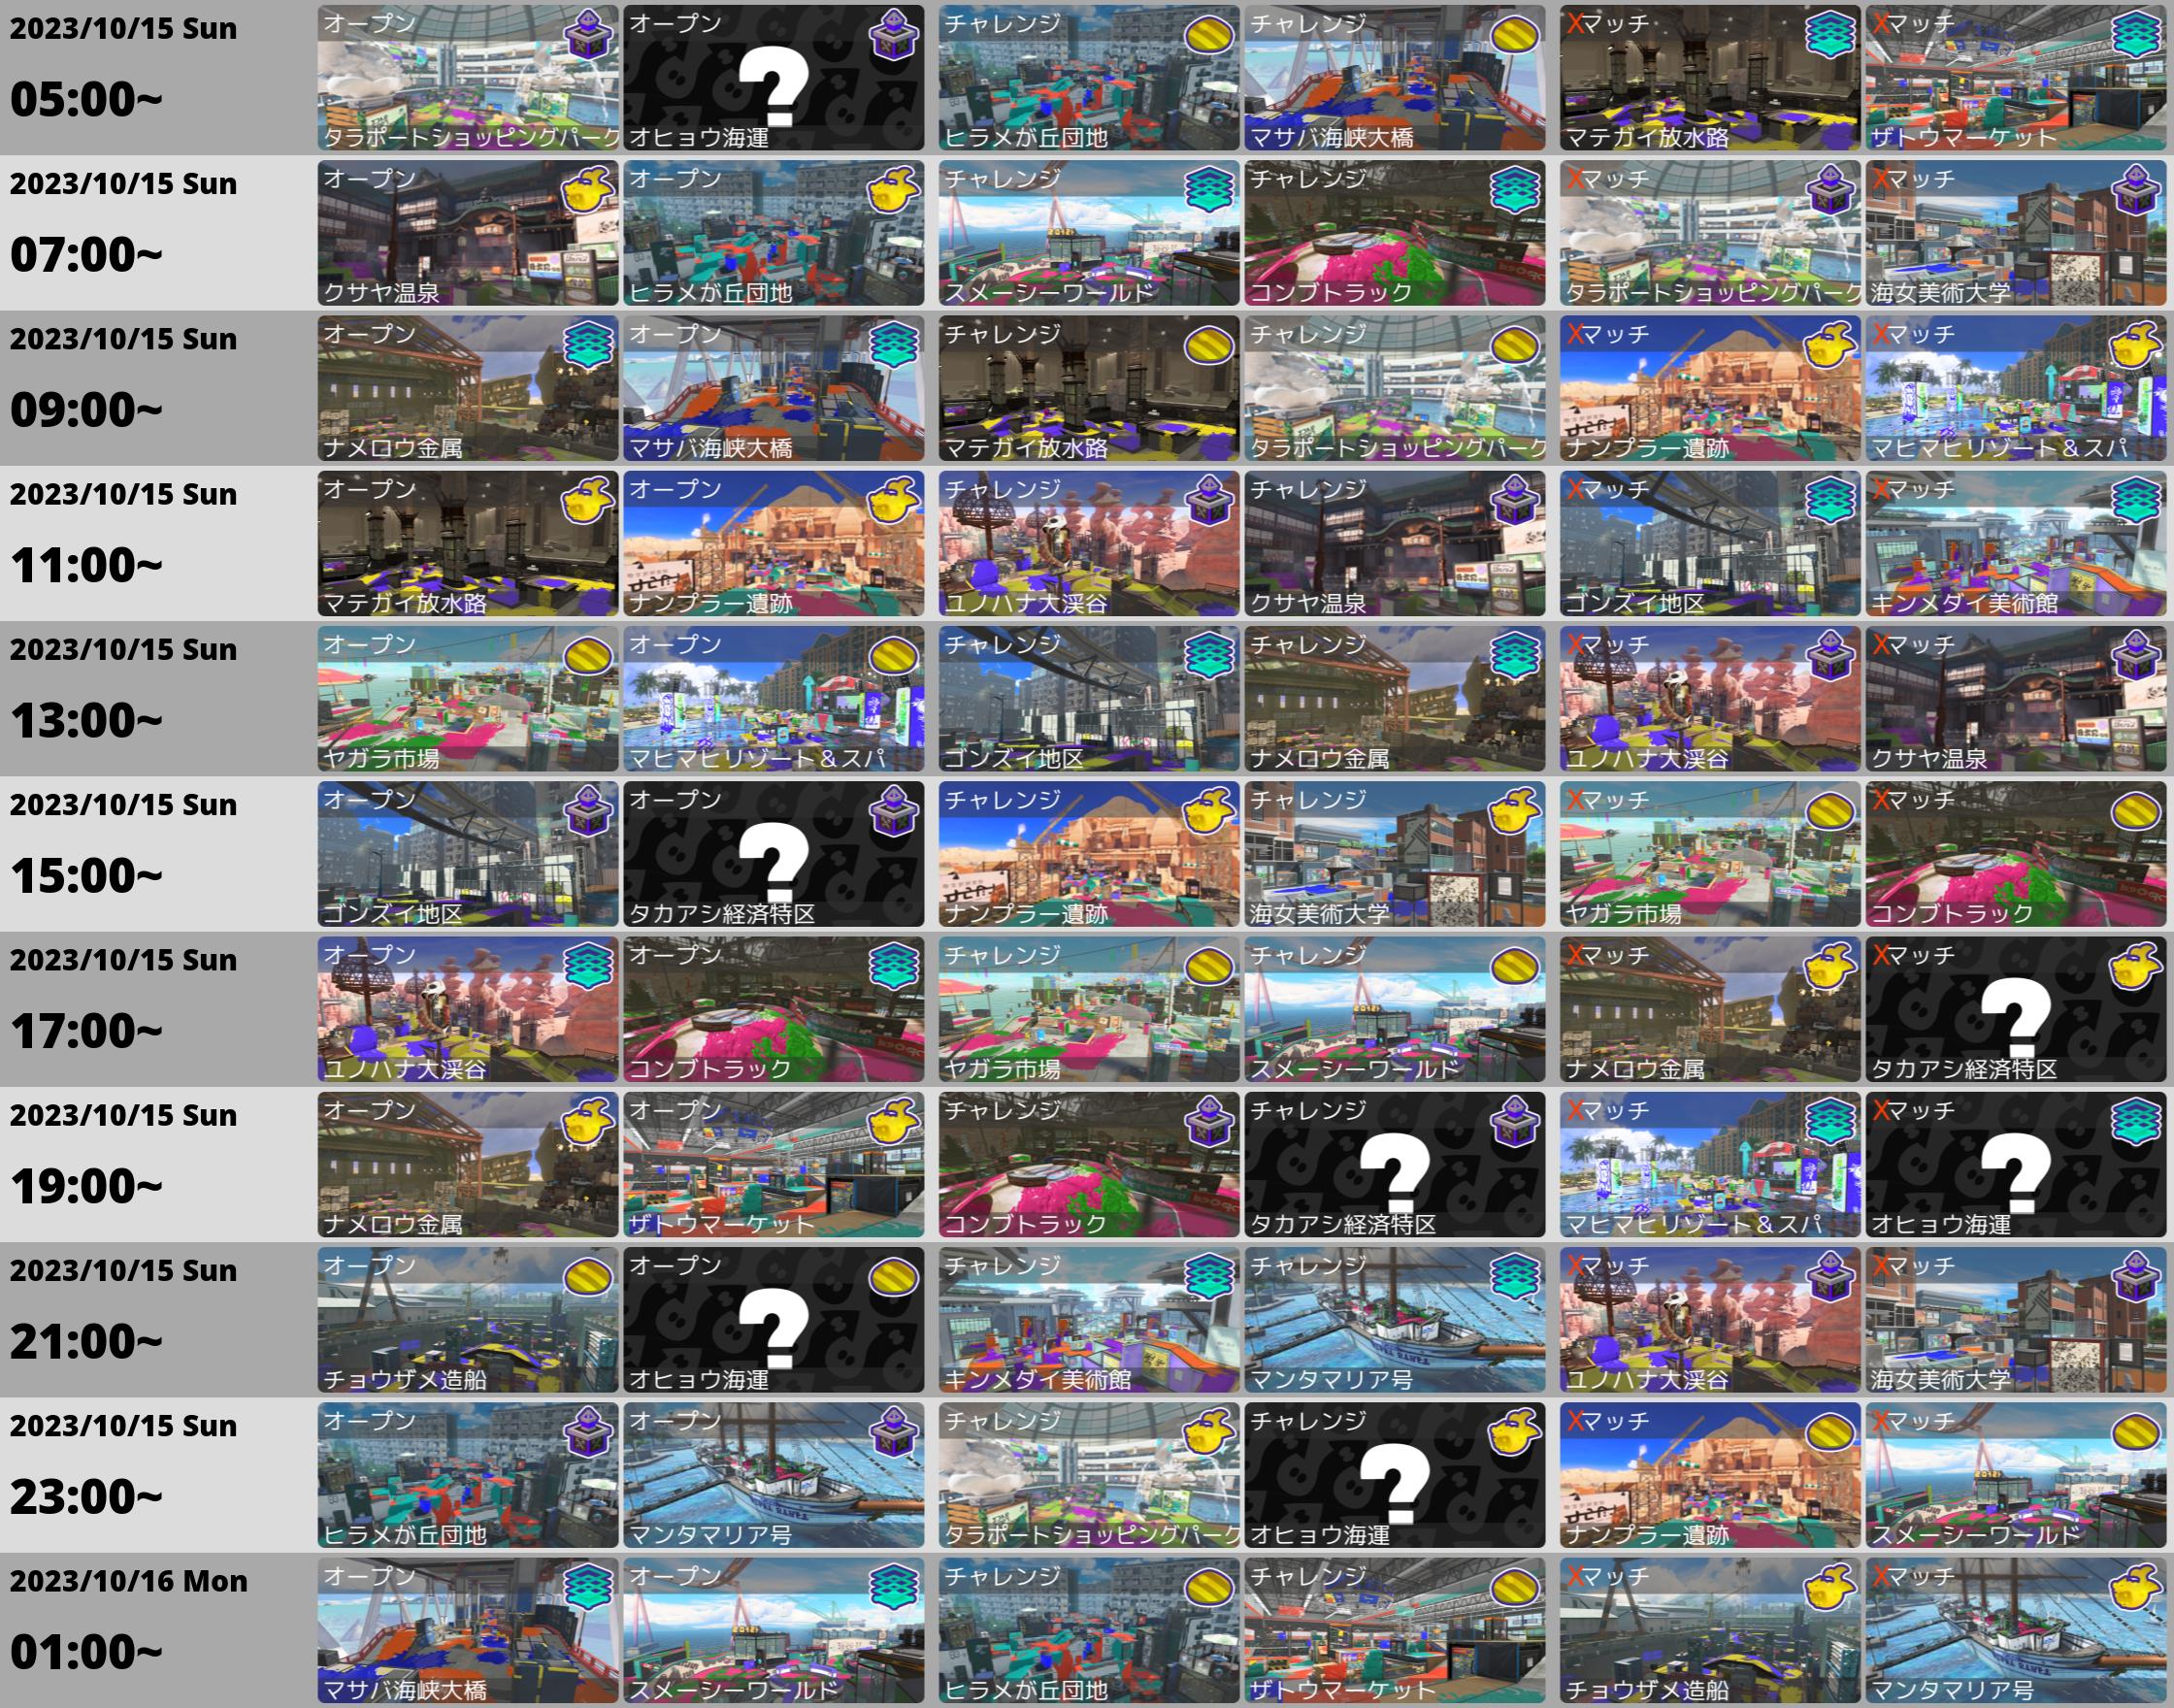 2023/10/15 Sun
05:00~
オープン
タラポートショッピングパーク
オープン
オヒョウ海運
チャレンジ
ヒラメが丘団地
チャレンジ
マサバ海峡大橋
Xマッチ
マテガイ放水路
Xマッチ
ザトウマーケット
2023/10/15 Sun
07:00~
オープン
クサヤ温泉
オープン
ヒラメが丘団地
チャレンジ
スメーシーワールド
チャレンジ
コンブトラック
Xマッチ
タラポートショッピングパーク
Xマッチ
海女美術大学
2023/10/15 Sun
09:00~
オープン
ナメロウ金属
オープン
マサバ海峡大橋
チャレンジ
マテガイ放水路
チャレンジ
タラポートショッピングパーク
Xマッチ
ナンプラー遺跡
Xマッチ
マヒマヒリゾート＆スパ
2023/10/15 Sun
11:00~
オープン
マテガイ放水路
オープン
ナンプラー遺跡
チャレンジ
ユノハナ大渓谷
チャレンジ
クサヤ温泉
Xマッチ
ゴンズイ地区
Xマッチ
キンメダイ美術館
2023/10/15 Sun
13:00~
オープン
ヤガラ市場
オープン
マヒマヒリゾート＆スパ
チャレンジ
ゴンズイ地区
チャレンジ
ナメロウ金属
Xマッチ
ユノハナ大渓谷
Xマッチ
クサヤ温泉
2023/10/15 Sun
15:00~
オープン
ゴンズイ地区
オープン
タカアシ経済特区
チャレンジ
ナンプラー遺跡
チャレンジ
海女美術大学
Xマッチ
ヤガラ市場
Xマッチ
コンブトラック
2023/10/15 Sun
17:00~
オープン
ユノハナ大渓谷
オープン
コンブトラック
チャレンジ
ヤガラ市場
チャレンジ
スメーシーワールド
Xマッチ
ナメロウ金属
Xマッチ
タカアシ経済特区
2023/10/15 Sun
19:00~
オープン
ナメロウ金属
オープン
ザトウマーケット
チャレンジ
コンブトラック
チャレンジ
タカアシ経済特区
Xマッチ
マヒマヒリゾート＆スパ
Xマッチ
オヒョウ海運
2023/10/15 Sun
21:00~
オープン
チョウザメ造船
オープン
オヒョウ海運
チャレンジ
キンメダイ美術館
チャレンジ
マンタマリア号
Xマッチ
ユノハナ大渓谷
Xマッチ
海女美術大学
2023/10/15 Sun
23:00~
オープン
ヒラメが丘団地
オープン
マンタマリア号
チャレンジ
タラポートショッピングパーク
チャレンジ
オヒョウ海運
Xマッチ
ナンプラー遺跡
Xマッチ
スメーシーワールド
2023/10/16 Mon
01:00~
オープン
マサバ海峡大橋
オープン
スメーシーワールド
チャレンジ
ヒラメが丘団地
チャレンジ
ザトウマーケット
Xマッチ
チョウザメ造船
Xマッチ
マンタマリア号